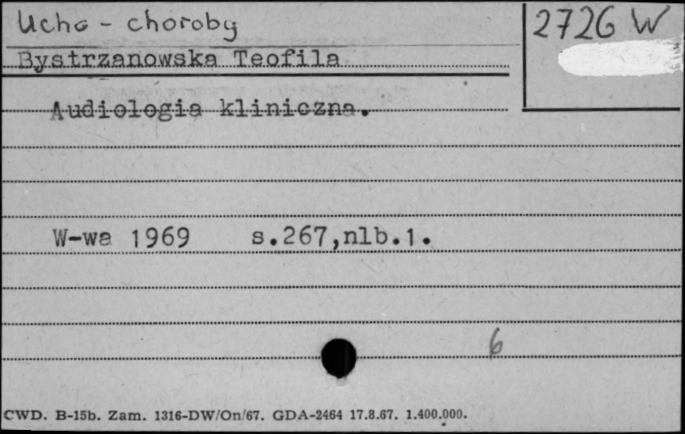 Ucho - choroby
2726 W
Bystrzanowska Teofila
Audiologia kliniczna.
W-wa 1969 s.267,nlb.1.
6
CWD. B-15b. Zam. 1316-DW/On/67. GDA-2464 17.8.67. 1.400.000.